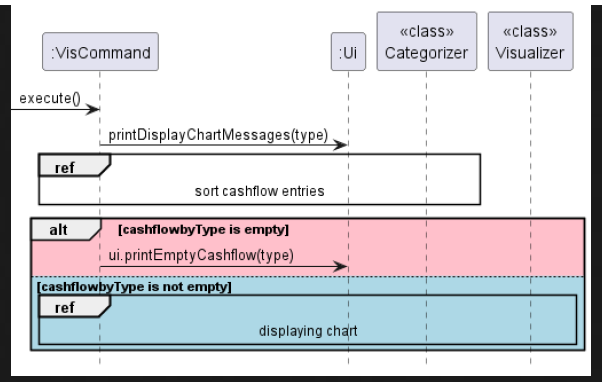 «class» «class»
:VisCommand :Ui Categorizer Visualizer
execute()
printDisplayChartMessages(type)
ref
sort cashflow entries
alt [cashflowbyType is empty]
ui.printEmptyCashflow(type)
[cashflowbyType is not empty]
ref
displaying chart